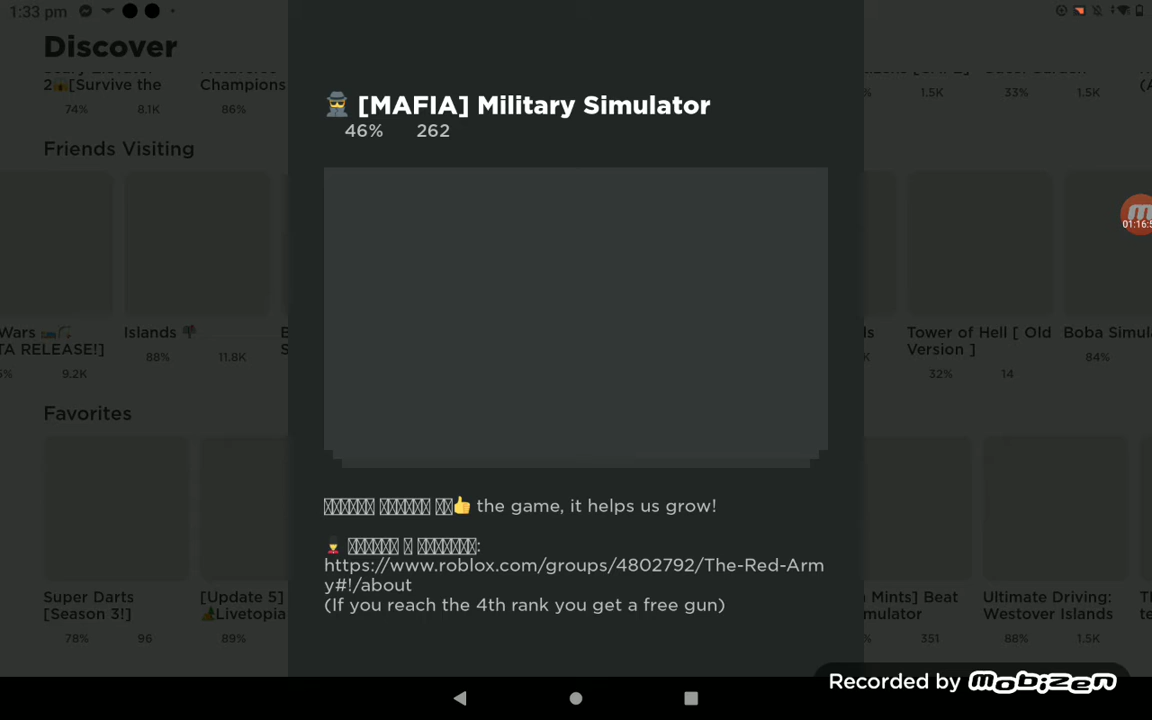 1:33 pm
Discover
2😱[Survive the
Champions
74%
8.1K
86%
1.5K
33%
1.5K
🕵️ [MAFIA] Military Simulator
46%
262
Friends Visiting
Wars
TA RELEASE!]
9.2K
Islands 🌴
88%
11.8K
Tower of Hell [ Old
Version ]
32%
14
84%
01:16:5
Favorites
👍 the game, it helps us grow!
https://www.roblox.com/groups/4802792/The-Red-Arm
y#!/about
(If you reach the 4th rank you get a free gun)
Super Darts
[Season 3!]
78%
96
[Update 5]
🏕️Livetopia
89%
Mints] Beat
351
Ultimate Driving:
Westover Islands
88%
1.5K
Recorded by mobizen